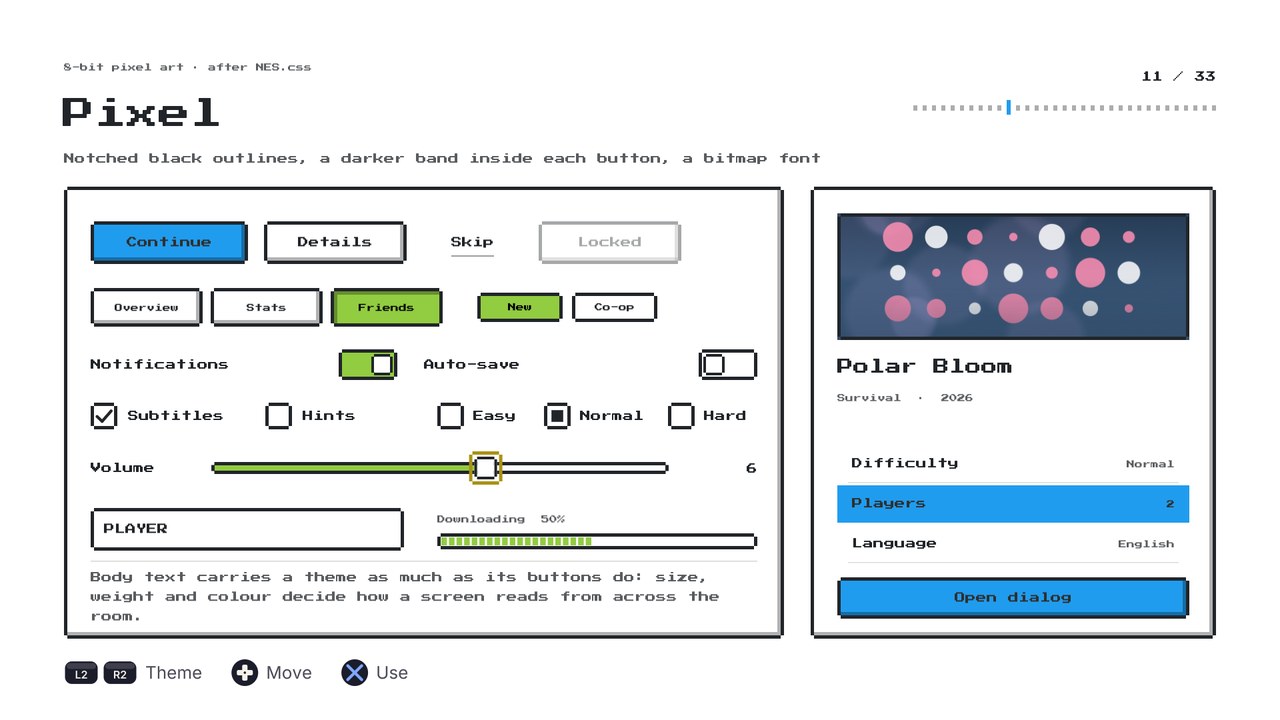 8-bit pixel art · after NES.css
11 / 33
Pixel
Notched black outlines, a darker band inside each button, a bitmap font
Continue
Details
Skip
Locked
Overview
Stats
Friends
New
Co-op
Notifications
Auto-save
Subtitles
Hints
Easy
Normal
Hard
Volume
6
PLAYER
Downloading 50%
Body text carries a theme as much as its buttons do: size,
weight and colour decide how a screen reads from across the
room.
Polar Bloom
Survival · 2026
Difficulty
Normal
Players
2
Language
English
Open dialog
L2
R2
Theme
Move
Use